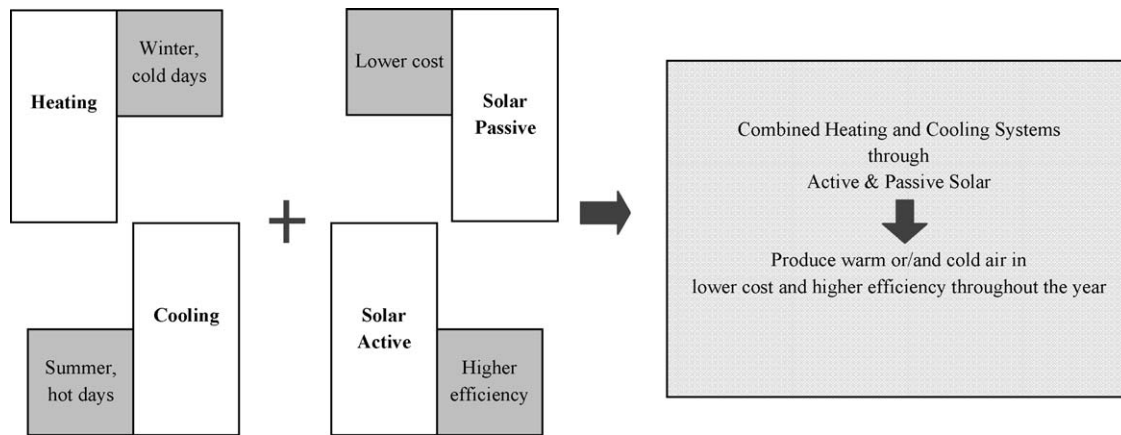 Heating
Winter,
cold days
Cooling
Summer,
hot days
+
Lower cost
Solar
Passive
Solar
Active
Higher
efficiency
Combined Heating and Cooling Systems
through
Active & Passive Solar
Produce warm or/and cold air in
lower cost and higher efficiency throughout the year